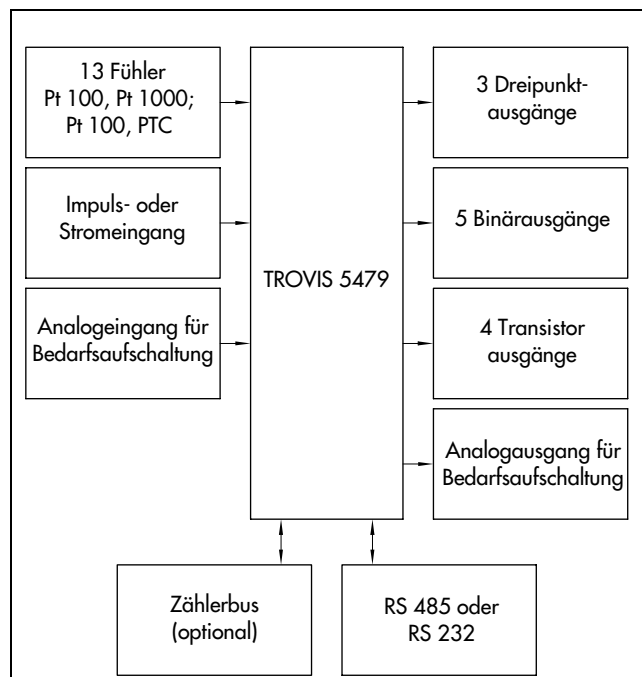 13 Fühler
Pt 100, Pt 1000;
Pt 100, PTC
Impuls- oder
Stromeingang
Analogeingang für
Bedarfsaufschaltung
TROVIS 5479
3 Dreipunkt-
ausgänge
5 Binärausgänge
4 Transistor
ausgänge
Analogausgang für
Bedarfsaufschaltung
Zählerbus
(optional)
RS 485 oder
RS 232